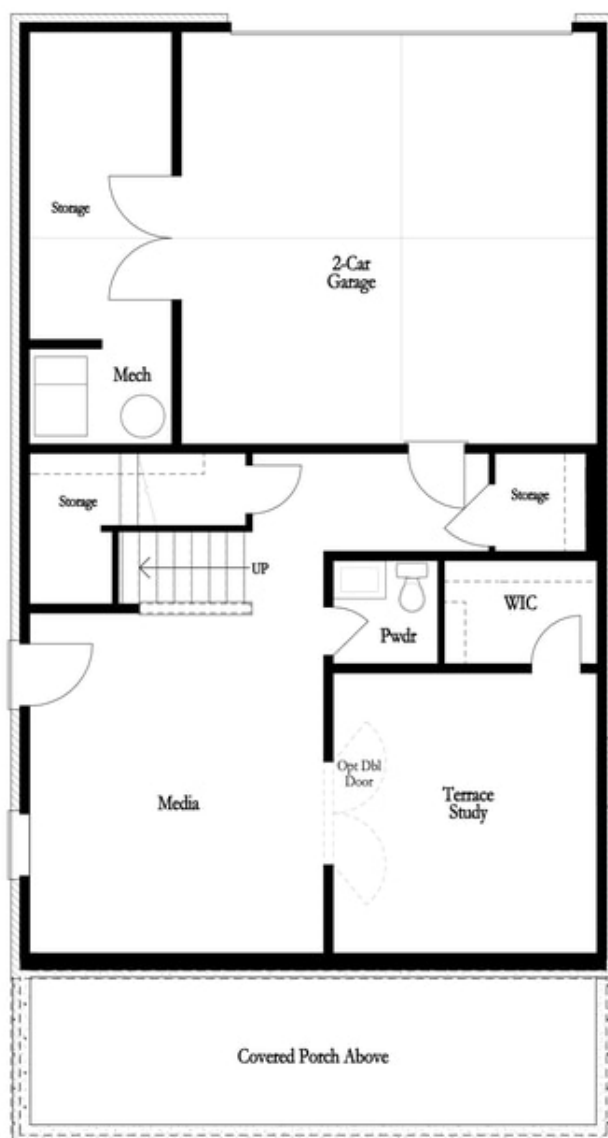 Storage
2-Car
Garage
Mech
Storage
Storage
UP
WIC
Pwdr
Opt Dbl
Door
Media
Terrace
Study
Covered Porch Above